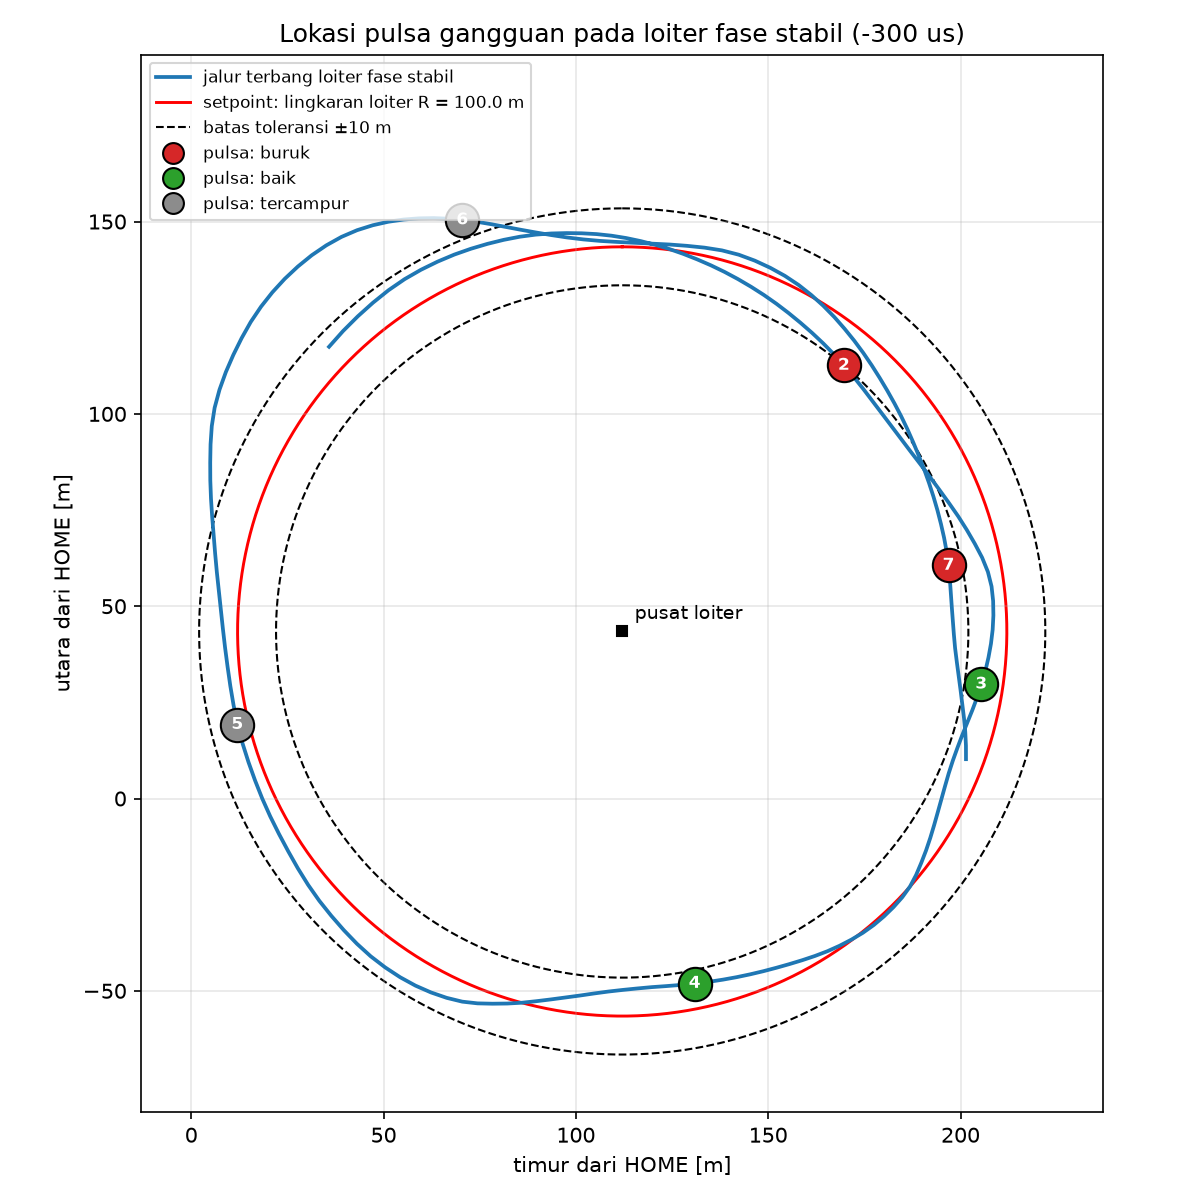 Lokasi pulsa gangguan pada loiter fase stabil (-300 us)
jalur terbang loiter fase stabil
setpoint: lingkaran loiter R = 100.0 m
batas toleransi ±10 m
pulsa: buruk
pulsa: baik
pulsa: tercampur
6
2
7
pusat loiter
3
5
4
150
100
50
0
−50
utara dari HOME [m]
0
50
100
150
200
timur dari HOME [m]